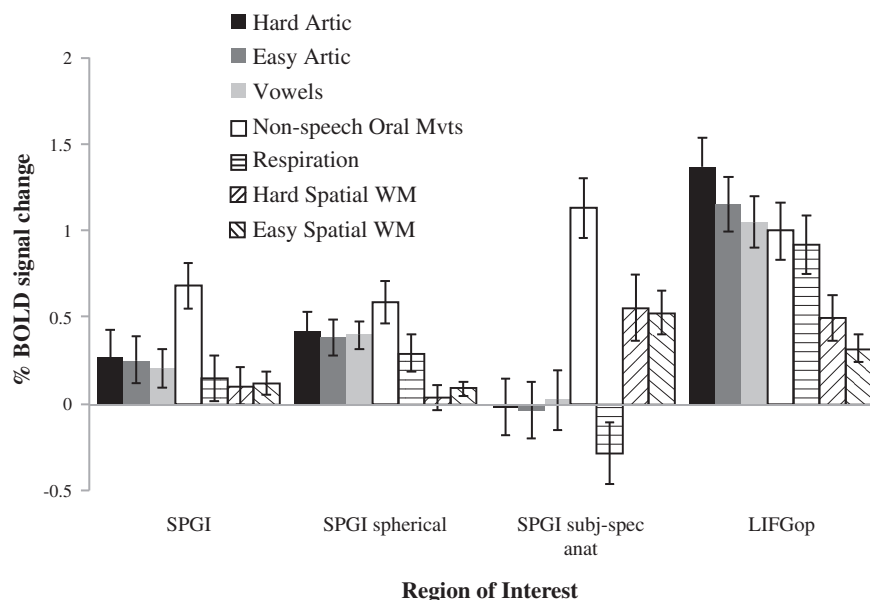 Hard Artic
Easy Artic
Vowels
Non-speech Oral Mvts
Respiration
Hard Spatial WM
Easy Spatial WM
% BOLD signal change
2
1.5
1
0.5
0
-0.5
SPGI
SPGI spherical
SPGI subj-spec
anat
LIFGop
Region of Interest